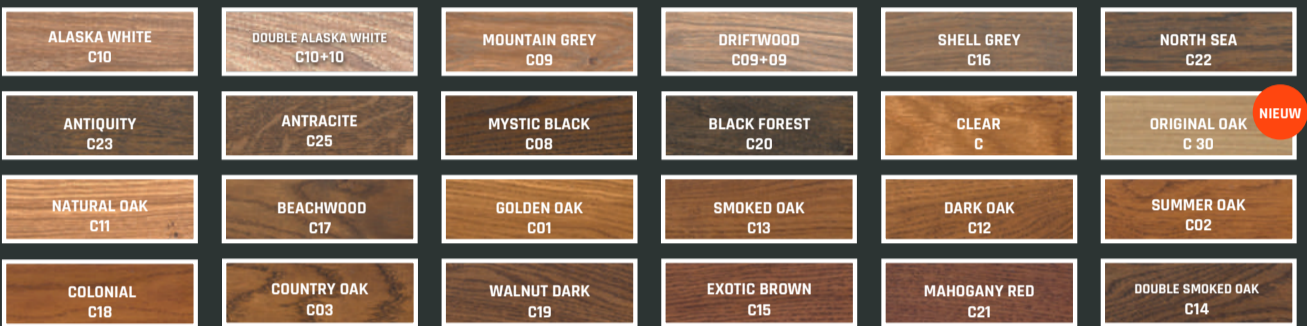 ALASKA WHITE
C10
DOUBLE ALASKA WHITE
C10+10
MOUNTAIN GREY
C09
DRIFTWOOD
C09+09
SHELL GREY
C16
NORTH SEA
C22
ANTIQUITY
C23
ANTRACITE
C25
MYSTIC BLACK
C08
BLACK FOREST
C20
CLEAR
C
ORIGINAL OAK
C 30
NIEUW
NATURAL OAK
C11
BEACHWOOD
C17
GOLDEN OAK
C01
SMOKED OAK
C13
DARK OAK
C12
SUMMER OAK
C02
COLONIAL
C18
COUNTRY OAK
C03
WALNUT DARK
C19
EXOTIC BROWN
C15
MAHOGANY RED
C21
DOUBLE SMOKED OAK
C14